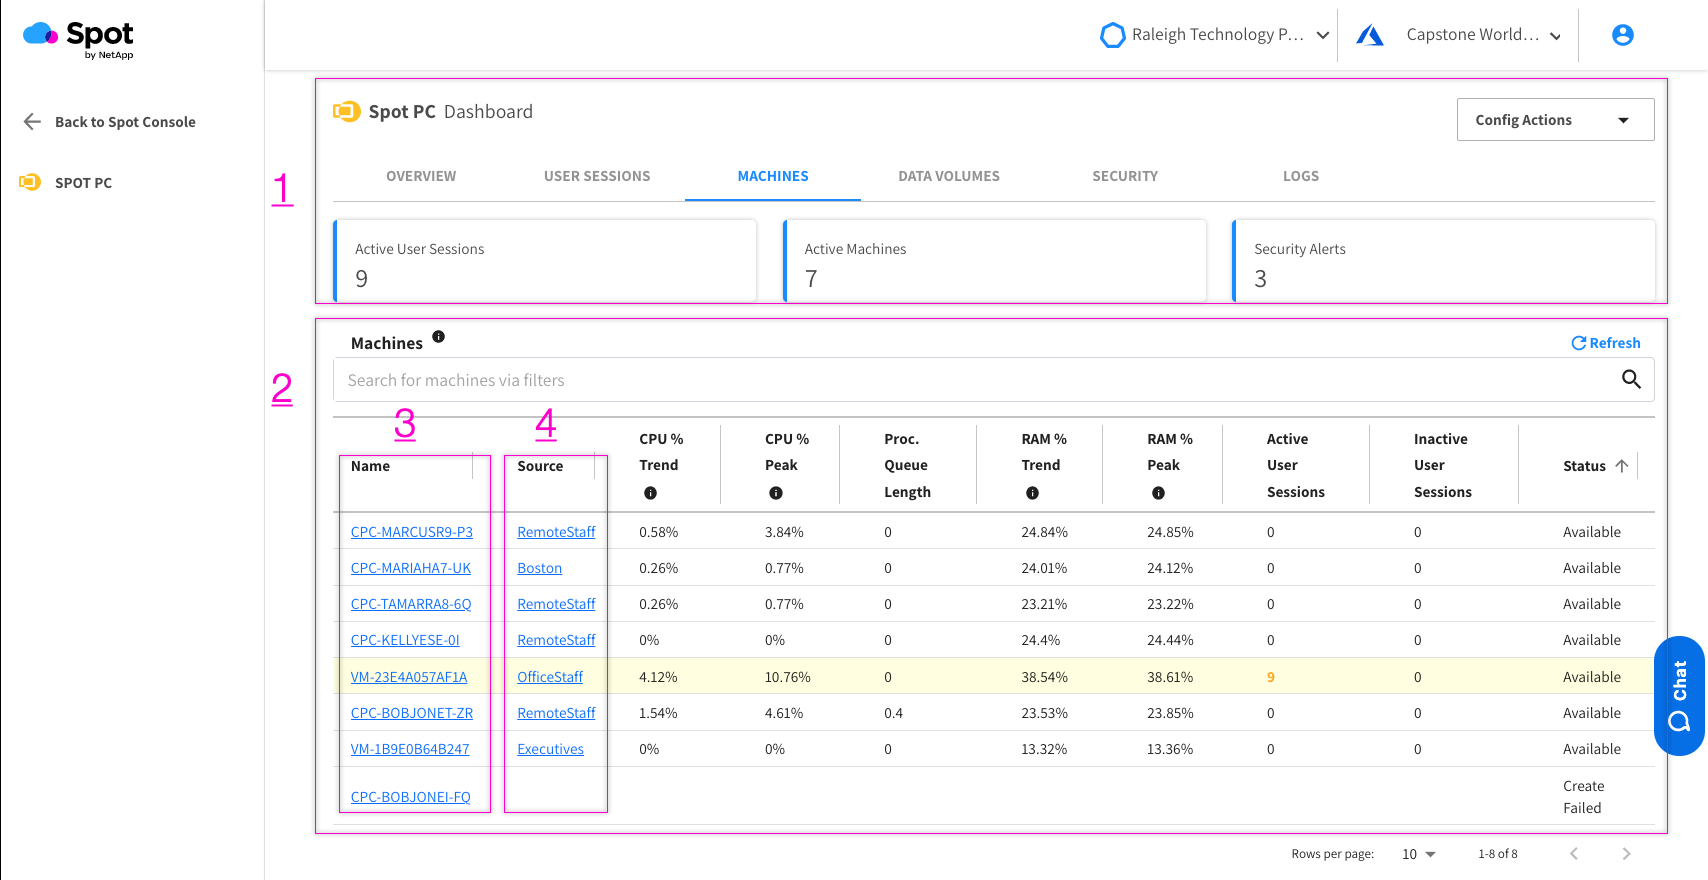 Spot
by NetApp
Raleigh Technology P...
Capstone World...
Back to Spot Console
SPOT PC
Spot PC Dashboard
Config Actions
OVERVIEW USER SESSIONS MACHINES DATA VOLUMES SECURITY LOGS
1
Active User Sessions
9
Active Machines
7
Security Alerts
3
Machines
Refresh
2
Search for machines via filters
3
4
Name
Source
CPU %
Trend
CPU %
Peak
Proc.
Queue
Length
RAM %
Trend
RAM %
Peak
Active
User
Sessions
Inactive
User
Sessions
Status
CPC-MARCUSR9-P3 RemoteStaff 0.58% 3.84% 0 24.84% 24.85% 0 0 Available
CPC-MARIAHA7-UK Boston 0.26% 0.77% 0 24.01% 24.12% 0 0 Available
CPC-TAMARRA8-6Q RemoteStaff 0.26% 0.77% 0 23.21% 23.22% 0 0 Available
CPC-KELLYESE-0I RemoteStaff 0% 0% 0 24.4% 24.44% 0 0 Available
VM-23E4A057AF1A OfficeStaff 4.12% 10.76% 0 38.54% 38.61% 9 0 Available
CPC-BOBJONET-ZR RemoteStaff 1.54% 4.61% 0.4 23.53% 23.85% 0 0 Available
VM-1B9E0B64B247 Executives 0% 0% 0 13.32% 13.36% 0 0 Available
CPC-BOBJONEI-FQ
Create
Failed
Chat
Rows per page: 10 1-8 of 8